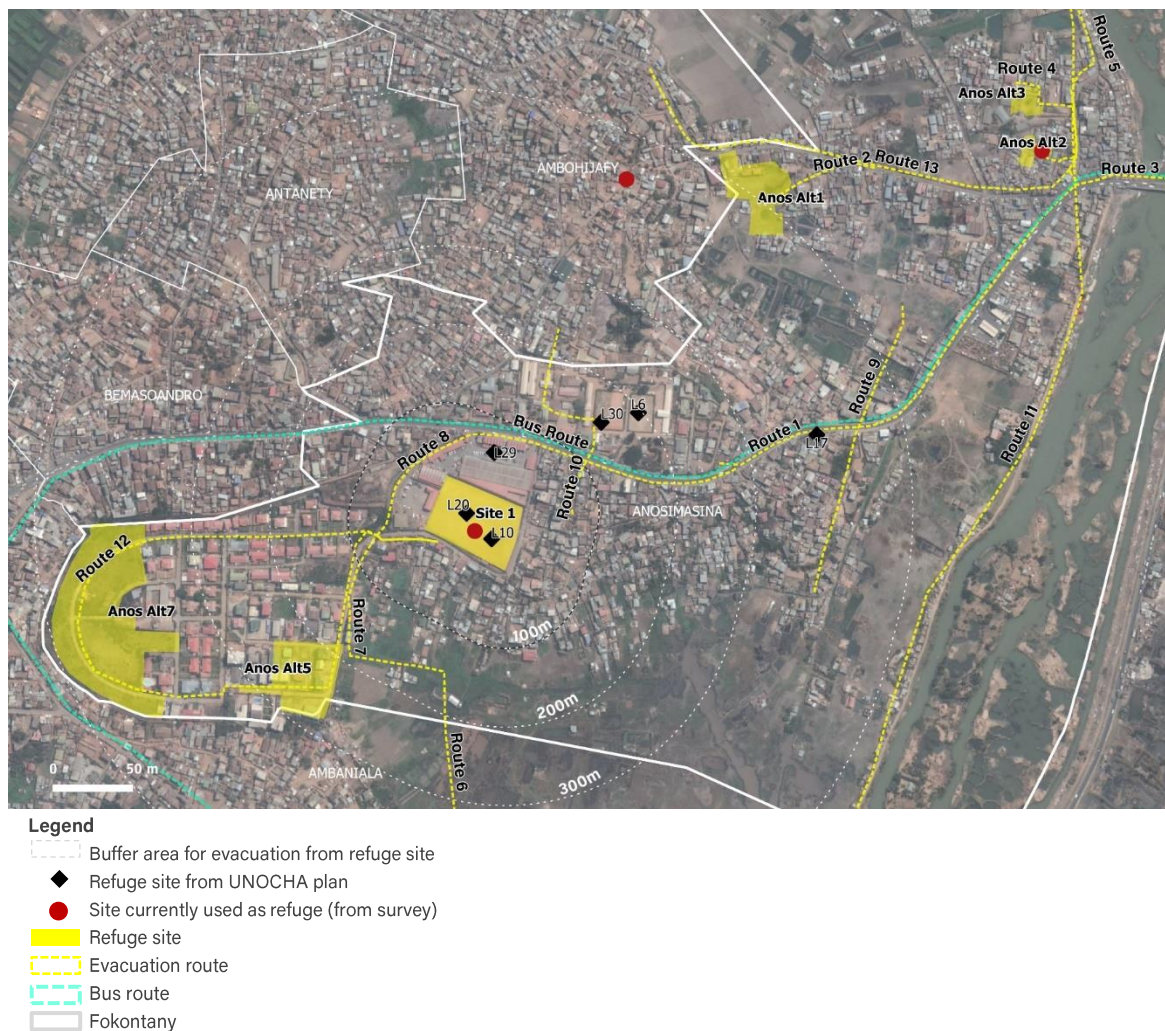 Route 5
Route 4
Anos Alt3
Anos Alt2
AMBOHIJAFY
Route 2 Route 13
Route 3
ANTANETY
Anos Alt1
Route 9
BEMASOANDRO
L30
L6
Bus Route
Route 1
L17
Route 11
Route 8
L29
Route 10
L20
Site 1
L10
ANOSIMASINA
Route 12
Anos Alt7
Route 7
100m
Anos Alt5
200m
Route 6
300m
AMBANIALA
0 50 m
Legend
Buffer area for evacuation from refuge site
Refuge site from UNOCHA plan
Site currently used as refuge (from survey)
Refuge site
Evacuation route
Bus route
Fokontany